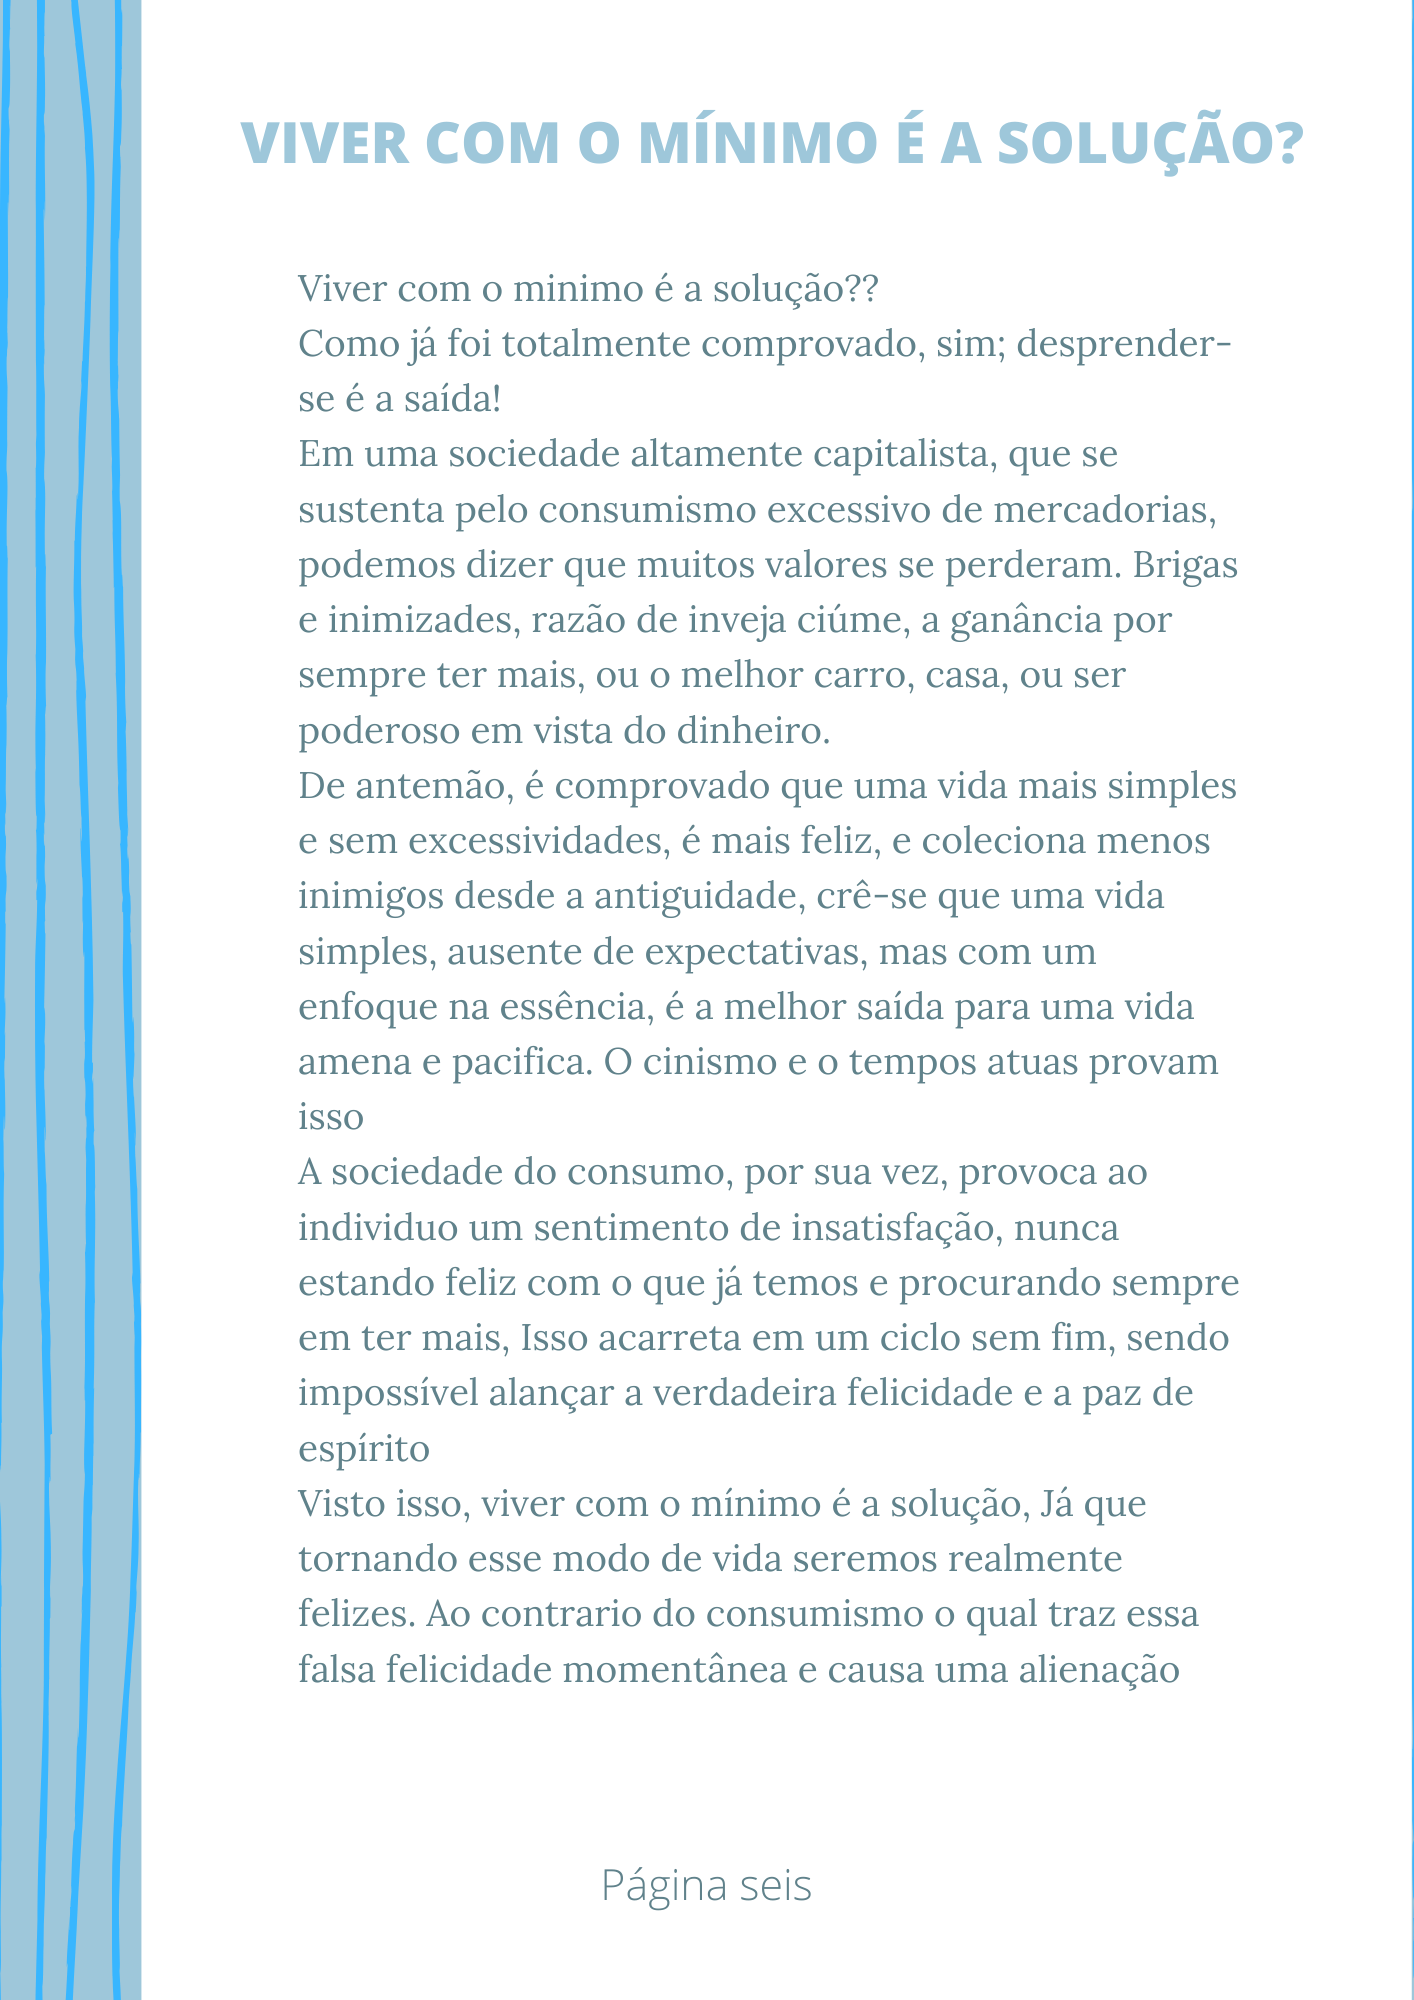 VIVER COM O MÍNIMO É A SOLUÇÃO?
Viver com o minimo é a solução??
Como já foi totalmente comprovado, sim; desprender-
se é a saída!
Em uma sociedade altamente capitalista, que se
sustenta pelo consumismo excessivo de mercadorias,
podemos dizer que muitos valores se perderam. Brigas
e inimizades, razão de inveja ciúme, a ganância por
sempre ter mais, ou o melhor carro, casa, ou ser
poderoso em vista do dinheiro.
De antemão, é comprovado que uma vida mais simples
e sem excessividades, é mais feliz, e coleciona menos
inimigos desde a antiguidade, crê-se que uma vida
simples, ausente de expectativas, mas com um
enfoque na essência, é a melhor saída para uma vida
amena e pacifica. O cinismo e o tempos atuas provam
isso
A sociedade do consumo, por sua vez, provoca ao
individuo um sentimento de insatisfação, nunca
estando feliz com o que já temos e procurando sempre
em ter mais, Isso acarreta em um ciclo sem fim, sendo
impossível alançar a verdadeira felicidade e a paz de
espírito
Visto isso, viver com o mínimo é a solução, Já que
tornando esse modo de vida seremos realmente
felizes. Ao contrario do consumismo o qual traz essa
falsa felicidade momentânea e causa uma alienação
Página seis